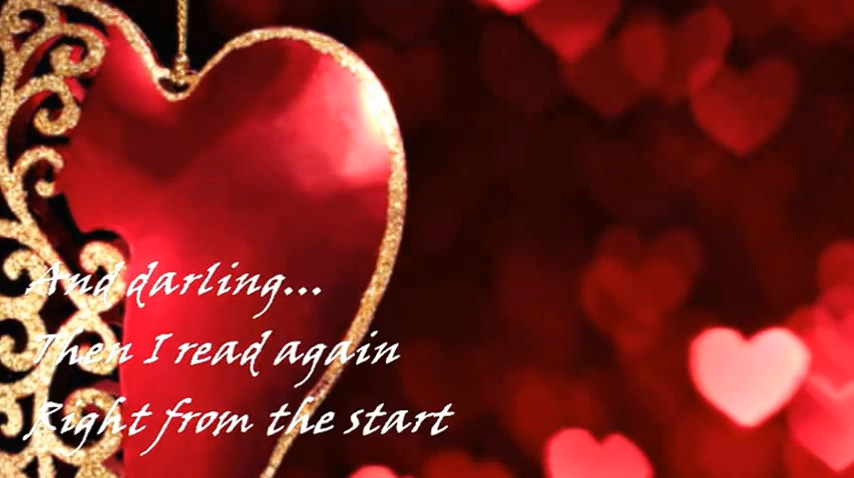 And darling...
Then I read again
Right from the start